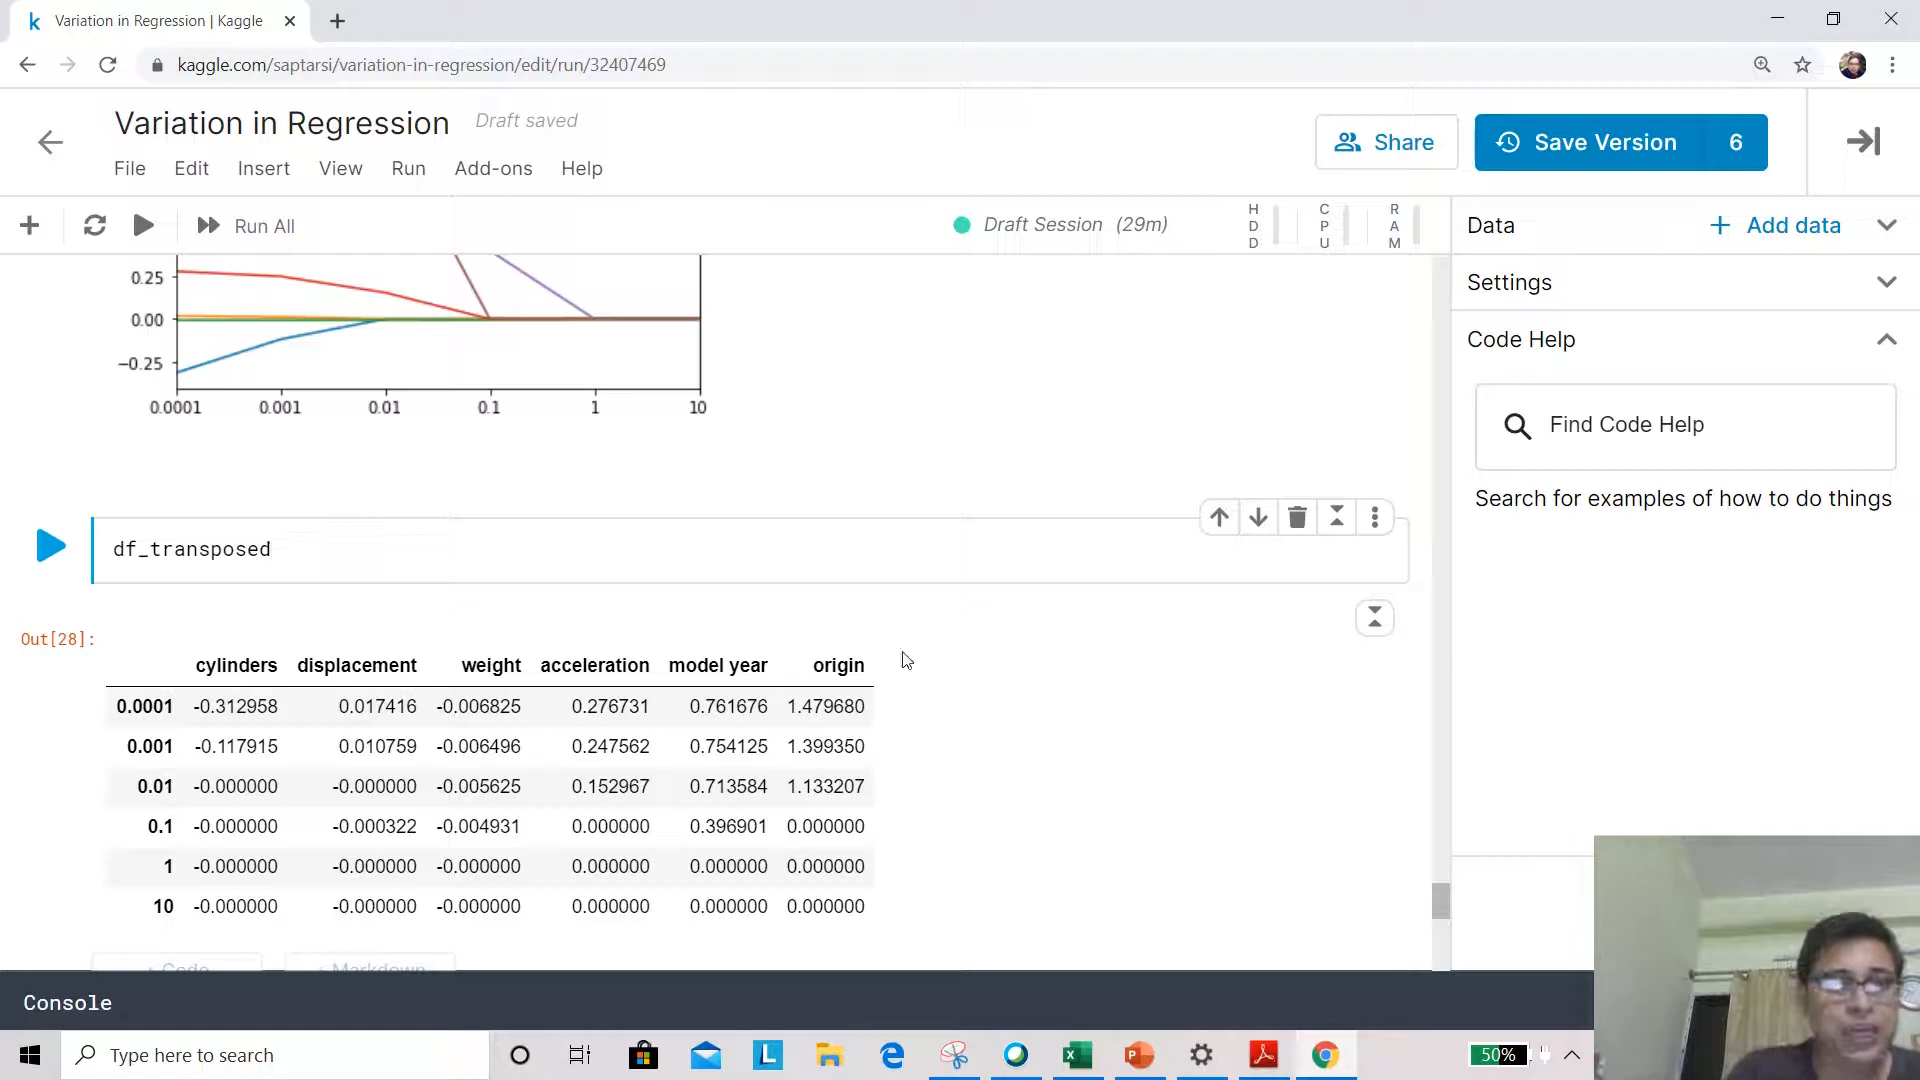 Variation in Regression | Kaggle
kaggle.com/saptarsi/variation-in-regression/edit/run/32407469
Variation in Regression
Draft saved
File Edit Insert View Run Add-ons Help
Share
Save Version 6
Run All
Draft Session (29m)
HDD
CPU
RAM
Data
+ Add data
Settings
Code Help
Find Code Help
Search for examples of how to do things
0.25
0.00
−0.25
0.0001 0.001 0.01 0.1 1 10
df_transposed
Out[28]:
cylinders displacement weight acceleration model year origin
0.0001 -0.312958 0.017416 -0.006825 0.276731 0.761676 1.479680
0.001 -0.117915 0.010759 -0.006496 0.247562 0.754125 1.399350
0.01 -0.000000 -0.000000 -0.005625 0.152967 0.713584 1.133207
0.1 -0.000000 -0.000322 -0.004931 0.000000 0.396901 0.000000
1 -0.000000 -0.000000 -0.000000 0.000000 0.000000 0.000000
10 -0.000000 -0.000000 -0.000000 0.000000 0.000000 0.000000
+ Code
+ Markdown
Console
Type here to search
50%